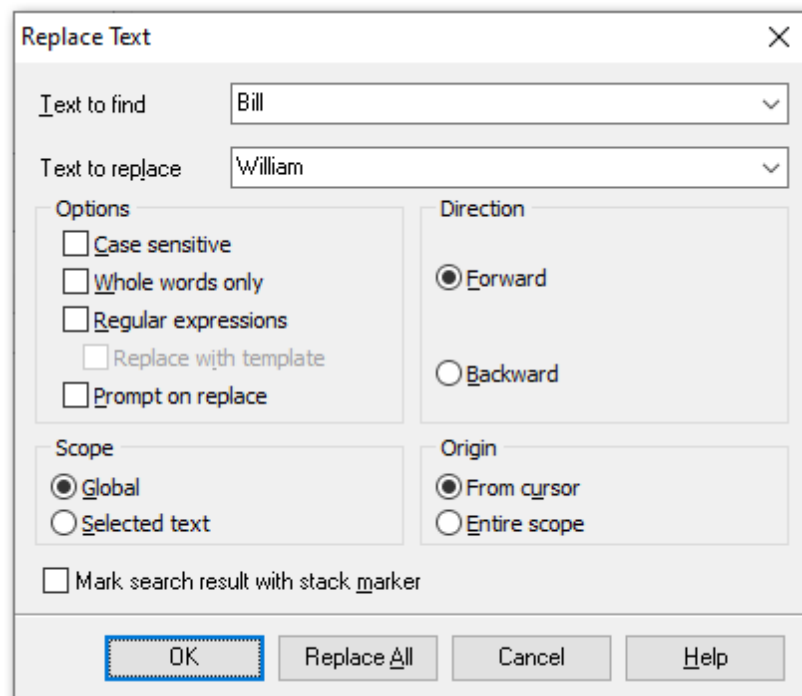 Replace Text
Text to find
Bill
Text to replace
William
Options
Case sensitive
Whole words only
Regular expressions
Replace with template
Prompt on replace
Direction
Forward
Backward
Scope
Global
Selected text
Origin
From cursor
Entire scope
Mark search result with stack marker
OK
Replace All
Cancel
Help